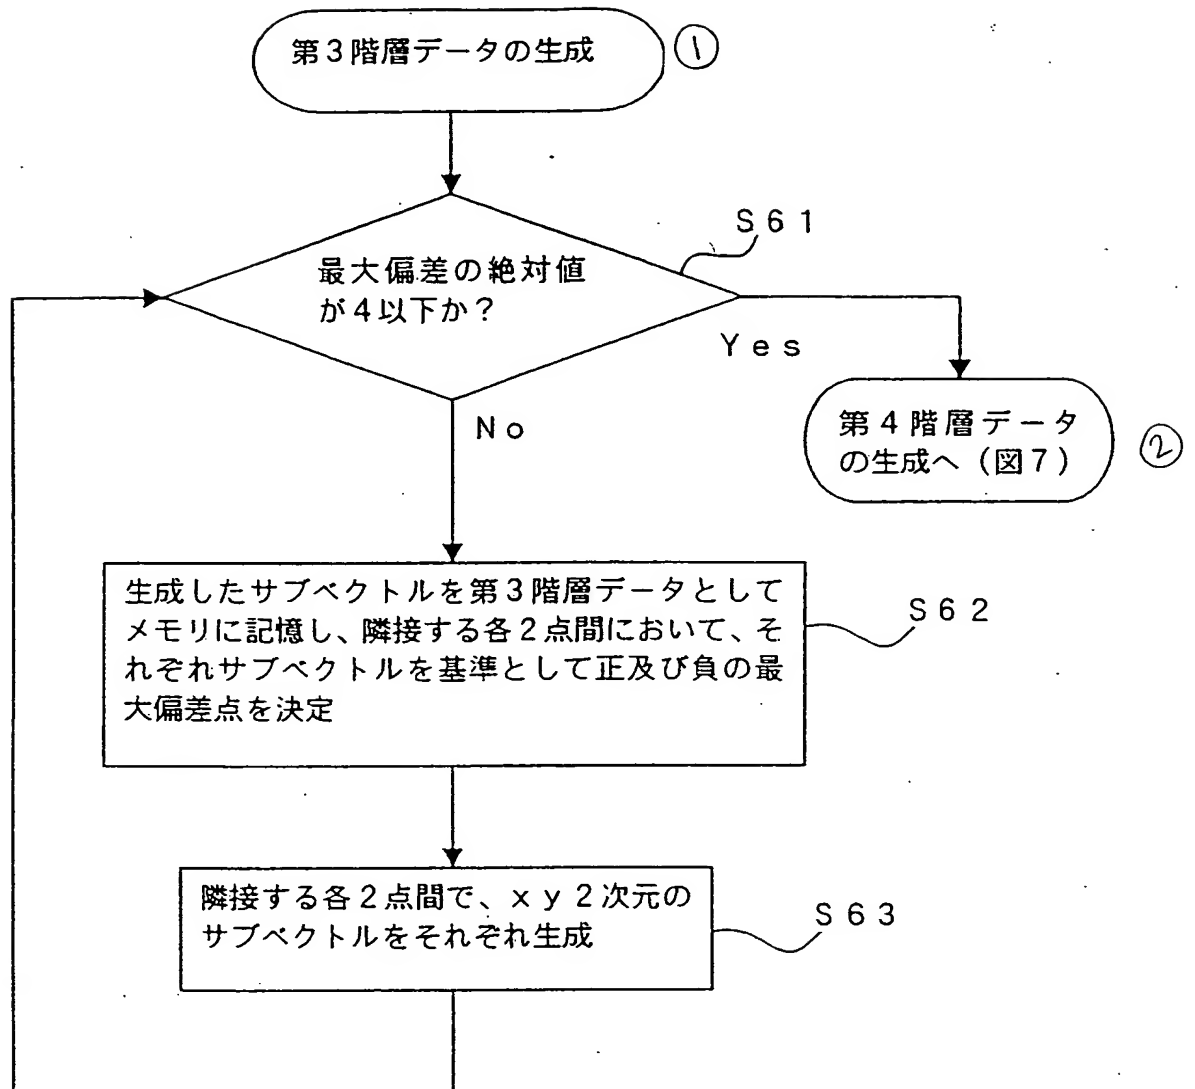 第3階層データの生成
①
S61
最大偏差の絶対値
が4以下か？
Yes
No
第4階層データ
の生成へ（図7）
②
生成したサブベクトルを第3階層データとして
メモリに記憶し、隣接する各2点間において、そ
れぞれサブベクトルを基準として正及び負の最
大偏差点を決定
S62
隣接する各2点間で、xy2次元の
サブベクトルをそれぞれ生成
S63